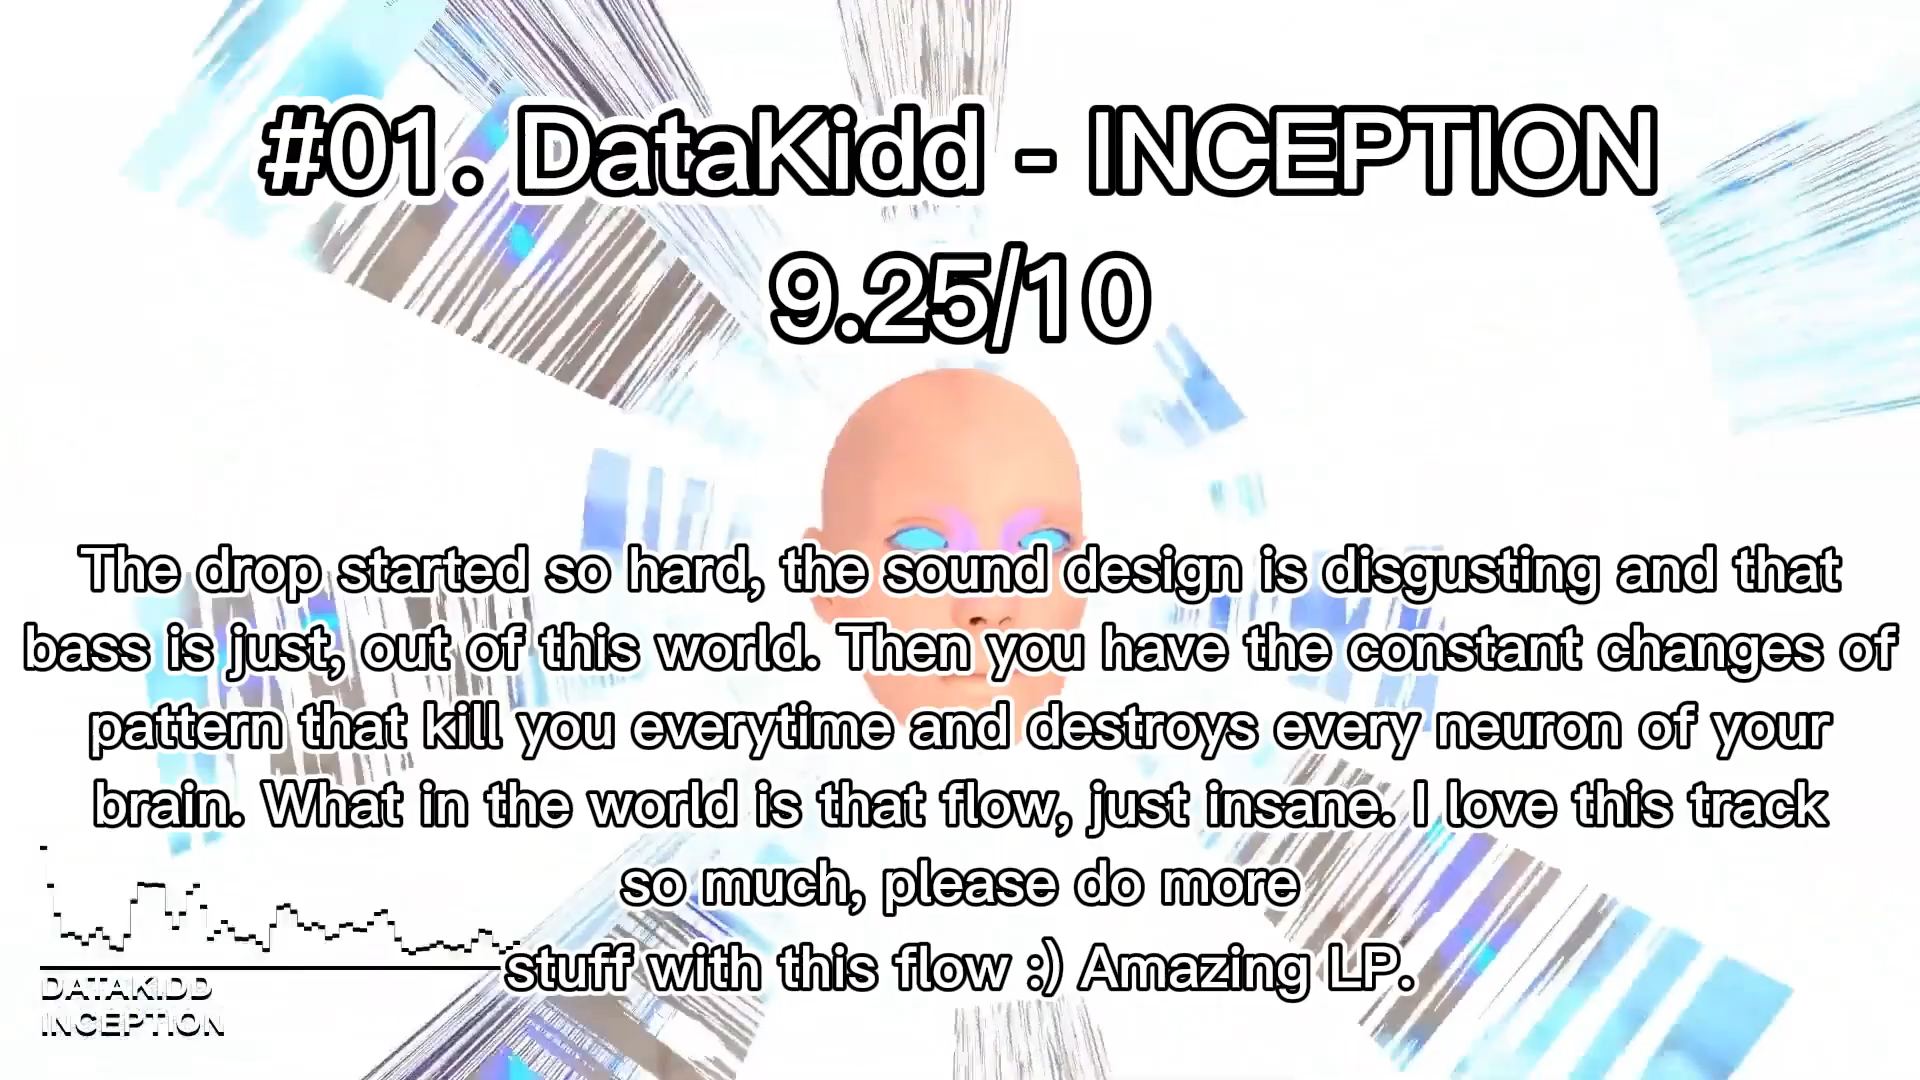 #01. DataKidd - INCEPTION
9.25/10
The drop started so hard, the sound design is disgusting and that
bass is just, out of this world. Then you have the constant changes of
pattern that kill you everytime and destroys every neuron of your
brain. What in the world is that flow, just insane. I love this track
so much, please do more
stuff with this flow :) Amazing LP.
DATAKIDD
INCEPTION